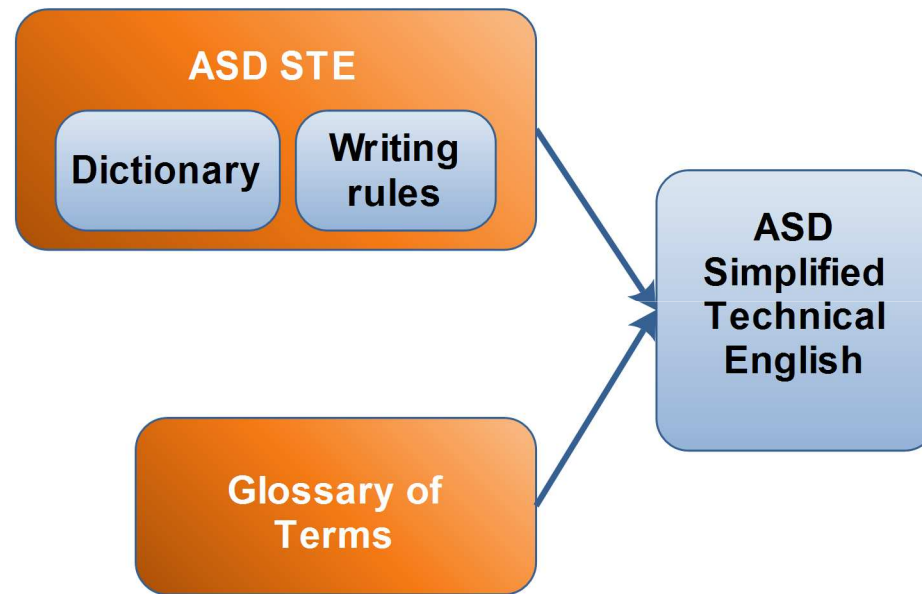 ASD STE
Dictionary
Writing
rules
ASD
Simplified
Technical
English
Glossary of
Terms